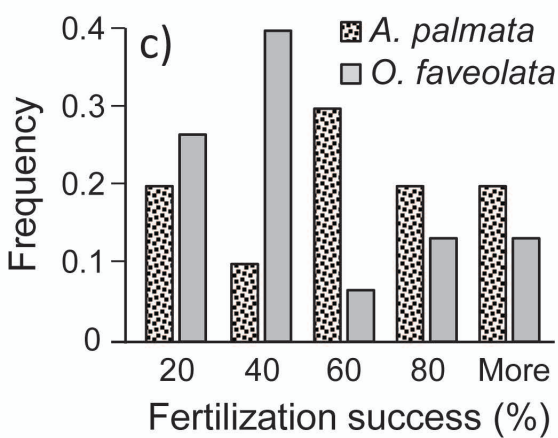 c)
A. palmata
O. faveolata
Frequency
0.4
0.3
0.2
0.1
0
20 40 60 80 More
Fertilization success (%)